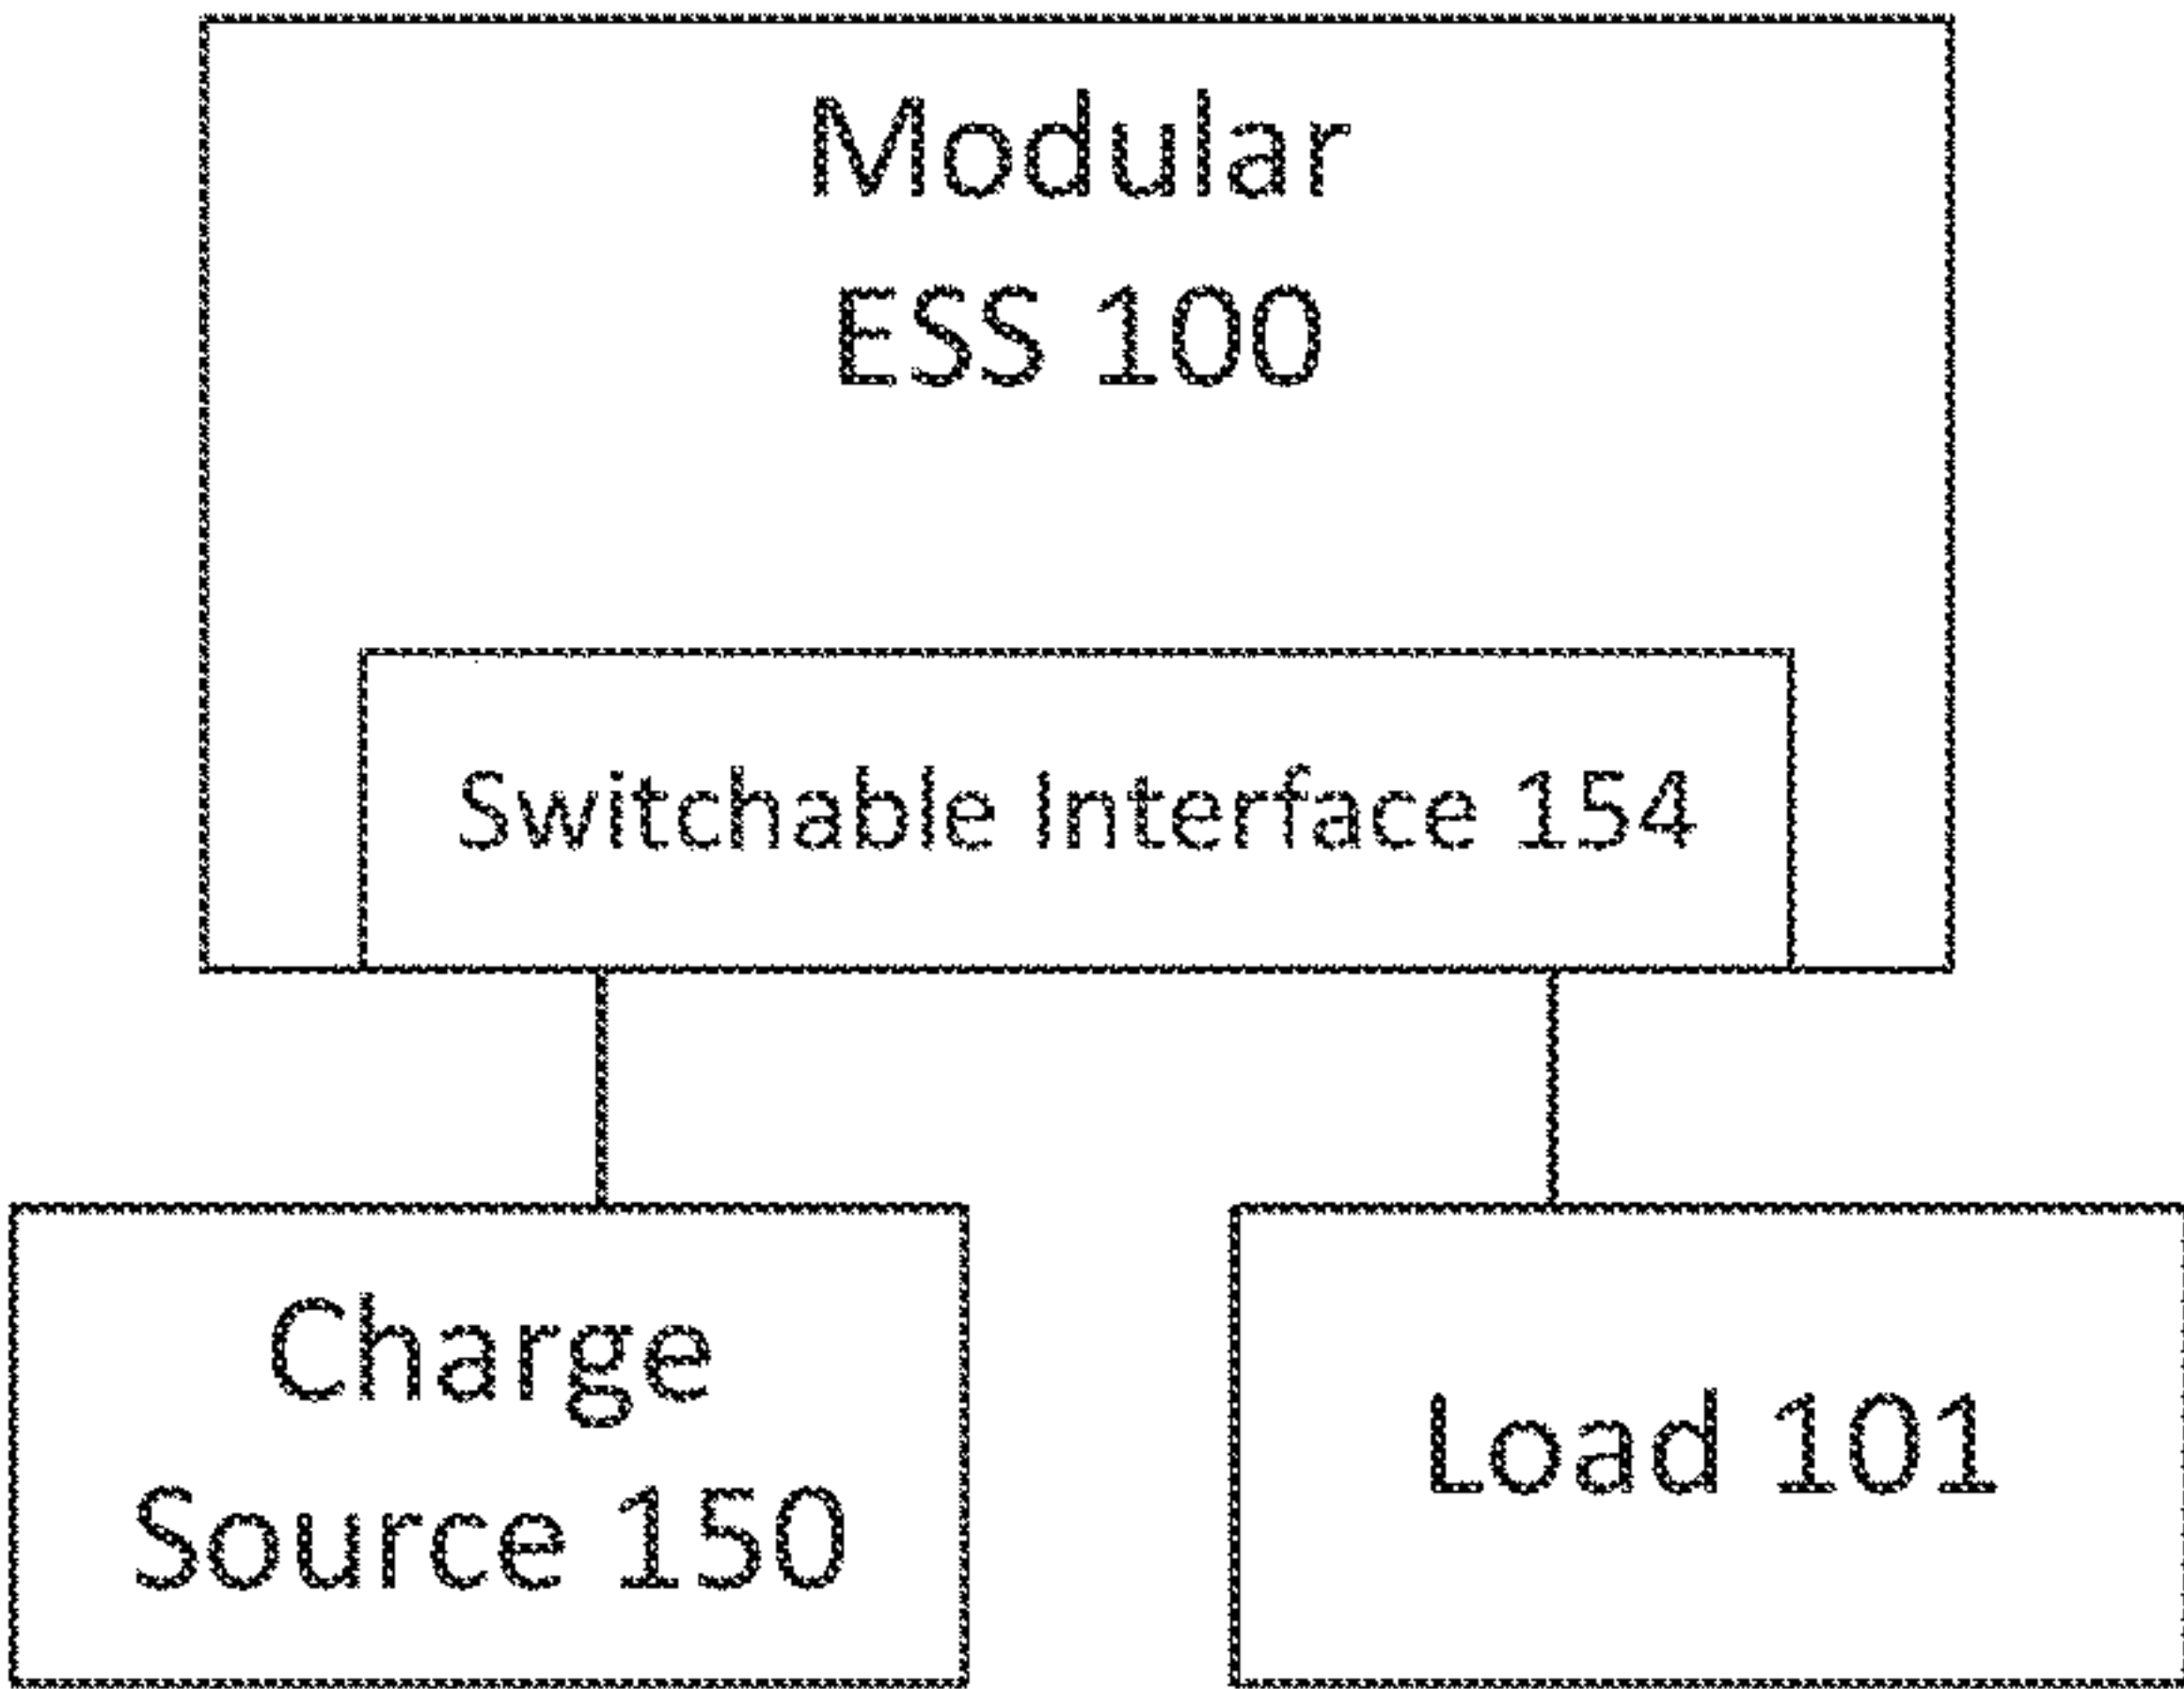 Modular
ESS 100
Switchable Interface 154
Charge
Source 150
Load 101